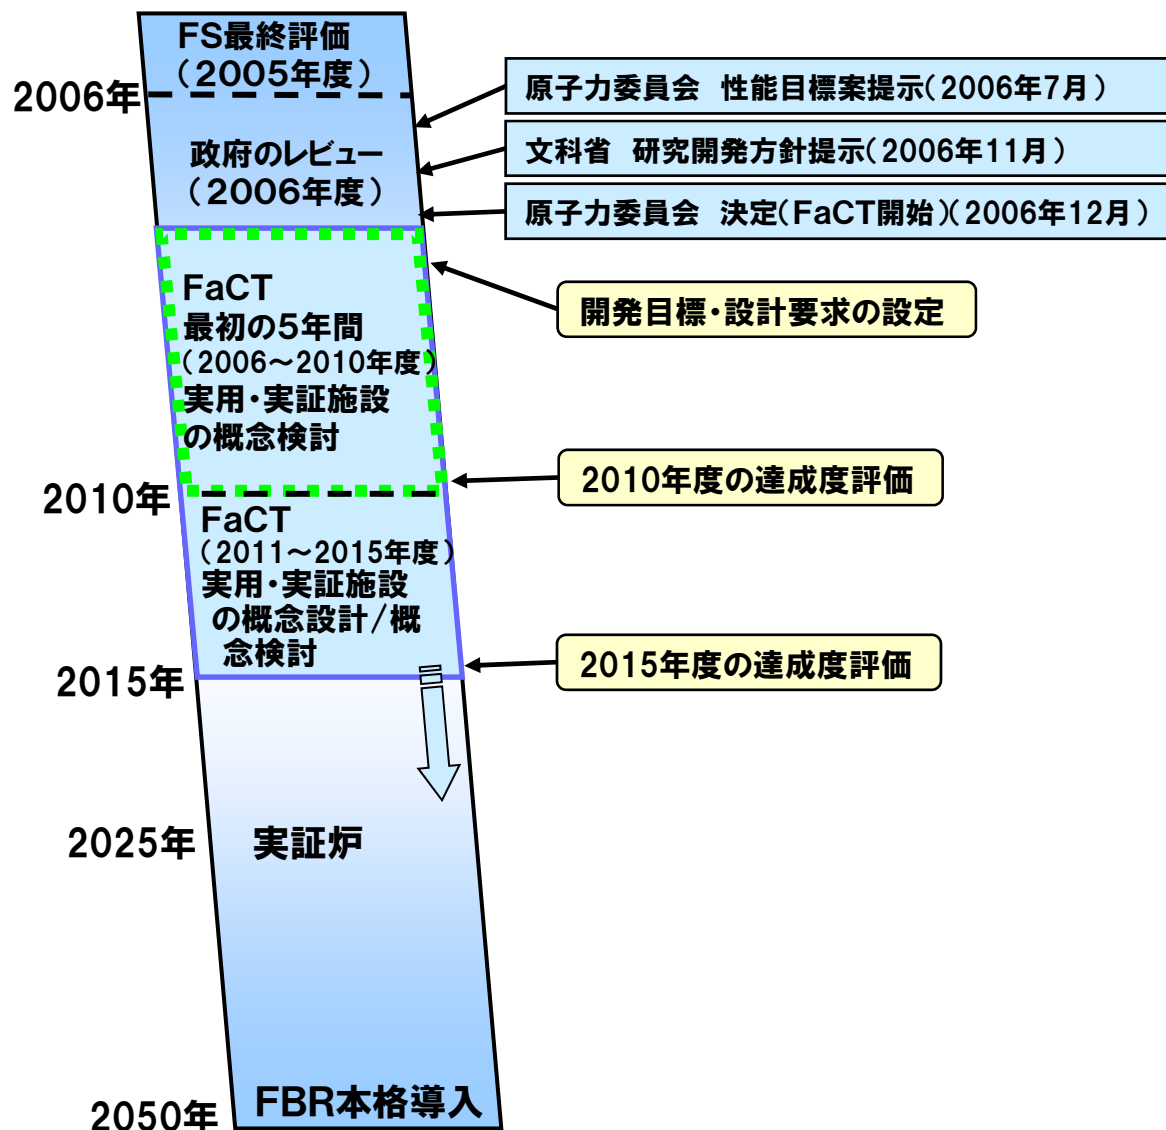 FS最終評価
（2005年度）
2006年
原子力委員会 性能目標案提示（2006年7月）
政府のレビュー
（2006年度）
文科省 研究開発方針提示（2006年11月）
原子力委員会 決定（FaCT開始）（2006年12月）
FaCT
最初の5年間
（2006～2010年度）
実用・実証施設
の概念検討
開発目標・設計要求の設定
2010年度の達成度評価
2010年
FaCT
（2011～2015年度）
実用・実証施設
の概念設計/概
念検討
2015年度の達成度評価
2015年
2025年
実証炉
FBR本格導入
2050年